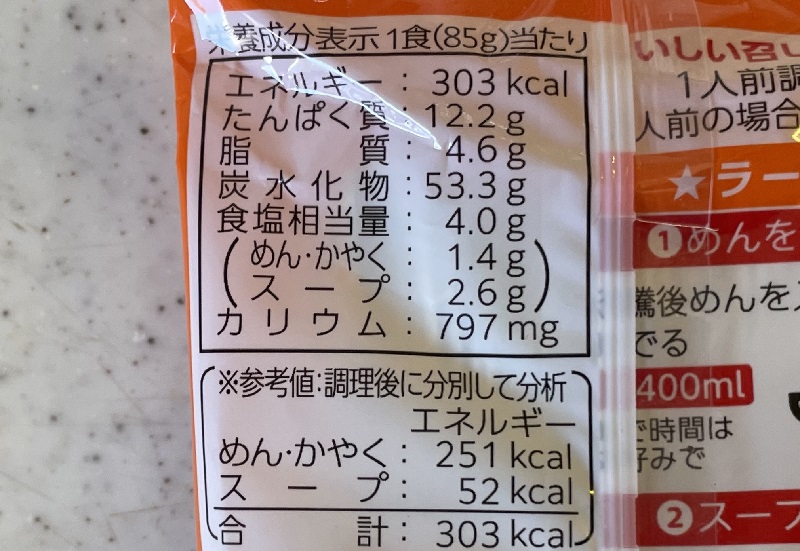 栄養成分表示 1食(85g)当たり
エネルギー: 303 kcal
たんぱく質: 12.2 g
脂質: 4.6 g
炭水化物: 53.3 g
食塩相当量: 4.0 g
(めん・かやく: 1.4 g
スープ: 2.6 g)
カリウム: 797 mg
※参考値:調理後に分別して分析
エネルギー
めん・かやく: 251 kcal
スープ: 52 kcal
合計: 303 kcal
いしい召し
1人前調
人前の場合
★ラー
❶めんを
騰後めんを
でる
400ml
で時間は
好みで
❷スープ